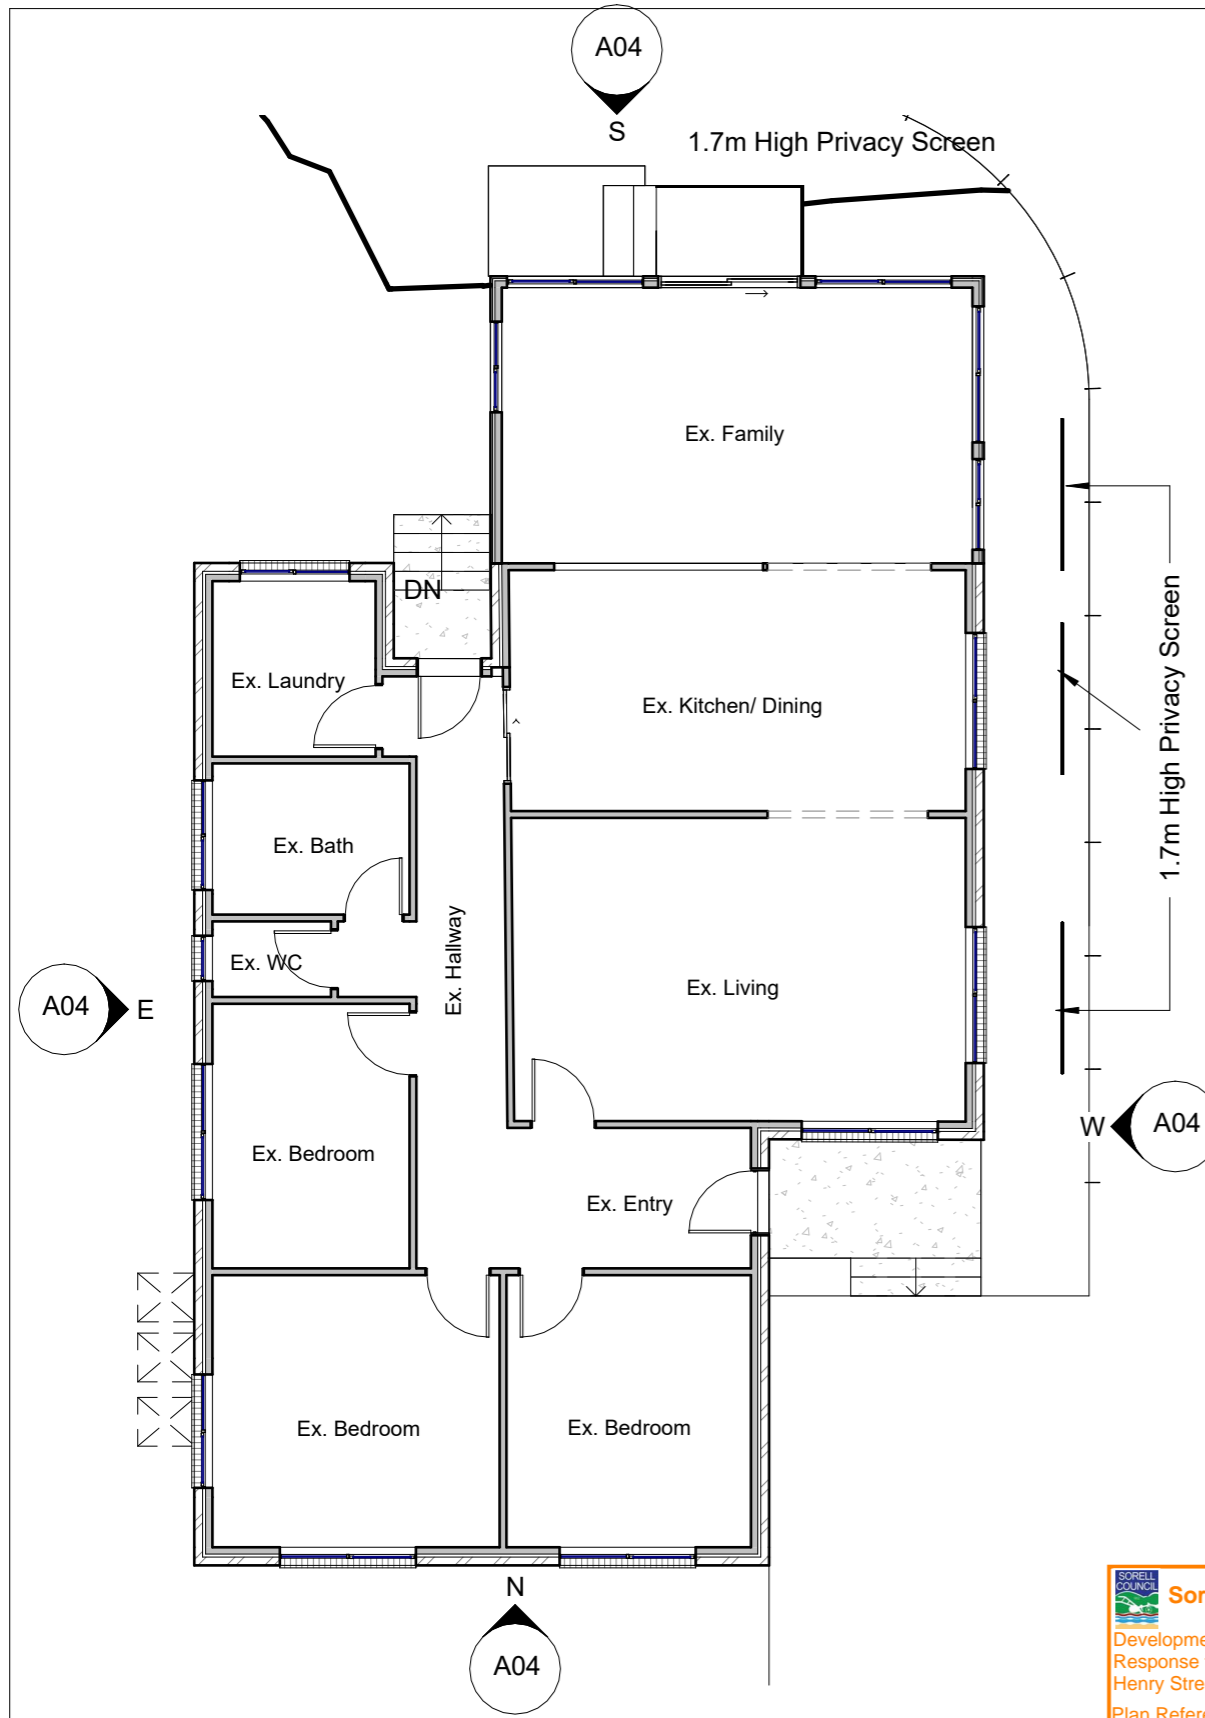 A04
S
1.7m High Privacy Screen
Ex. Family
DN
Ex. Laundry
Ex. Kitchen/ Dining
1.7m High Privacy Screen
Ex. Bath
Ex. Hallway
Ex. WC
Ex. Living
A04
E
W
A04
Ex. Bedroom
Ex. Entry
Ex. Bedroom
Ex. Bedroom
N
A04
SORELL
COUNCIL
Sor
Developme
Response
Henry Stre
Plan Refere